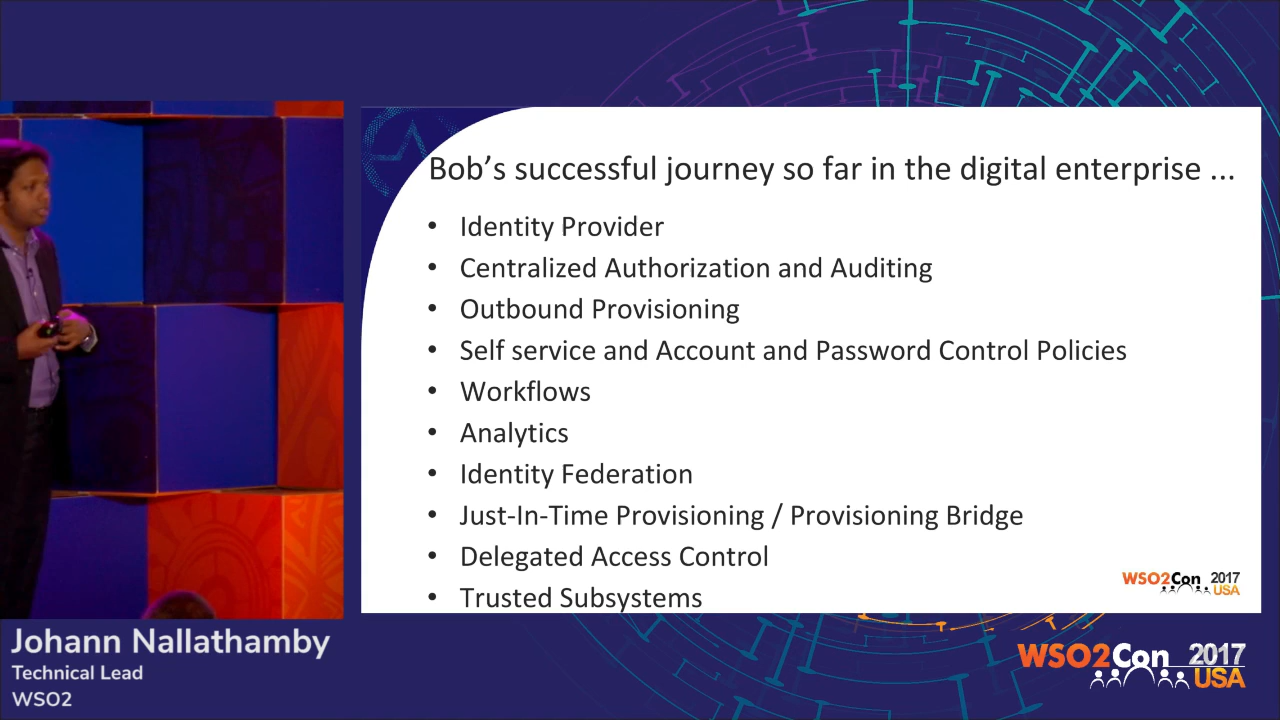 Bob’s successful journey so far in the digital enterprise ...
• Identity Provider
• Centralized Authorization and Auditing
• Outbound Provisioning
• Self service and Account and Password Control Policies
• Workflows
• Analytics
• Identity Federation
• Just-In-Time Provisioning / Provisioning Bridge
• Delegated Access Control
• Trusted Subsystems
WSO2Con 2017
USA
Johann Nallathamby
Technical Lead
WSO2
WSO2Con 2017
USA